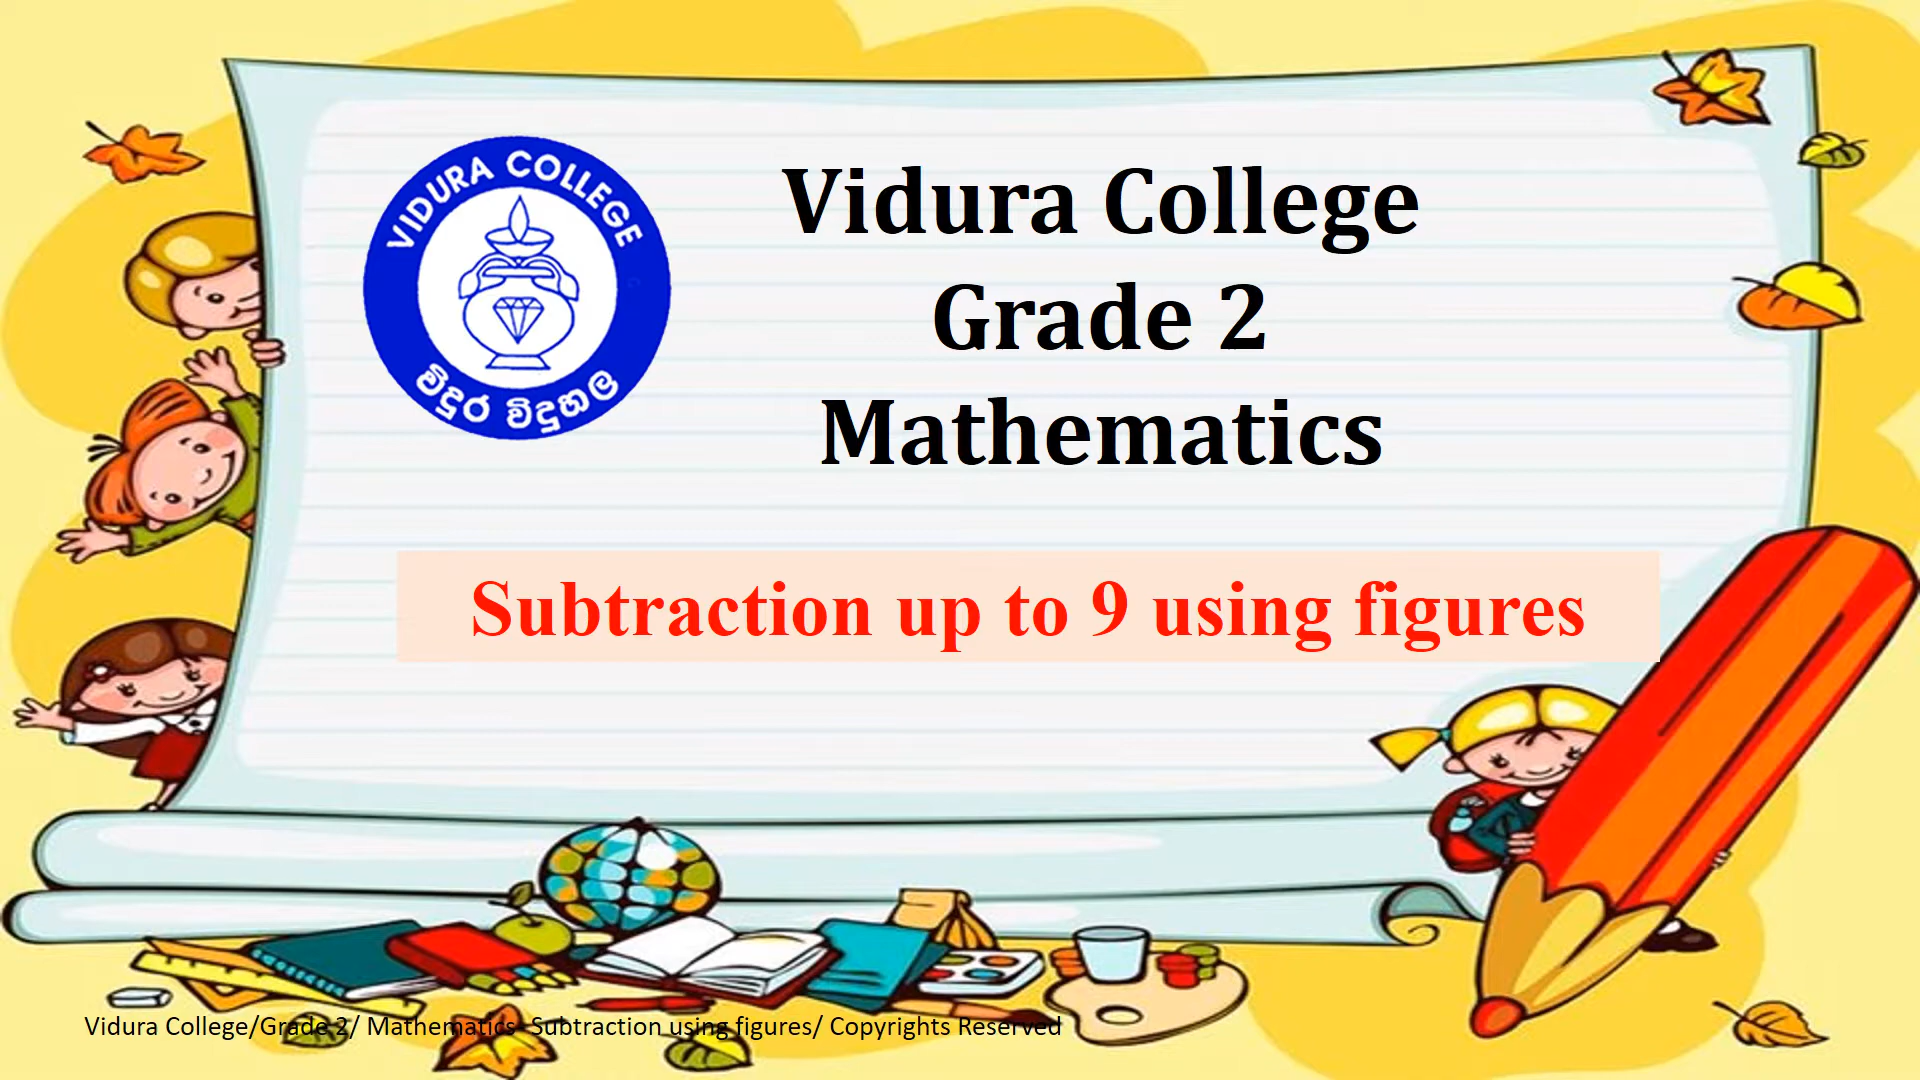 VIDURA COLLEGE
විදුර විදුහල
Vidura College
Grade 2
Mathematics
Subtraction up to 9 using figures
Vidura College/Grade 2/ Mathematics- Subtraction using figures/ Copyrights Reserved